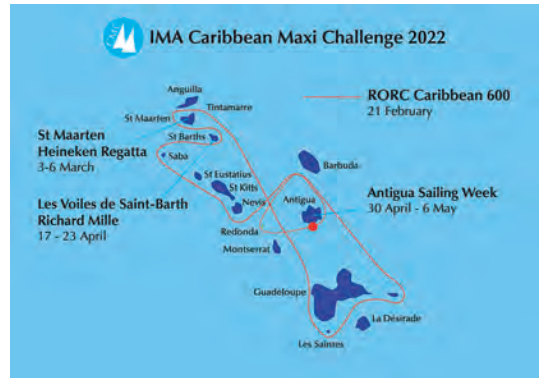 IMA Caribbean Maxi Challenge 2022
Anguilla
Tintamarre
RORC Caribbean 600
21 February
St Maarten
St Maarten
Heineken Regatta
3-6 March
St Barths
Saba
Barbuda
St Eustatius
St Kitts
Les Voiles de Saint-Barth
Richard Mille
17 - 23 April
Nevis
Antigua
Antigua Sailing Week
30 April - 6 May
Redonda
Montserrat
Guadeloupe
La Désirade
Les Saintes